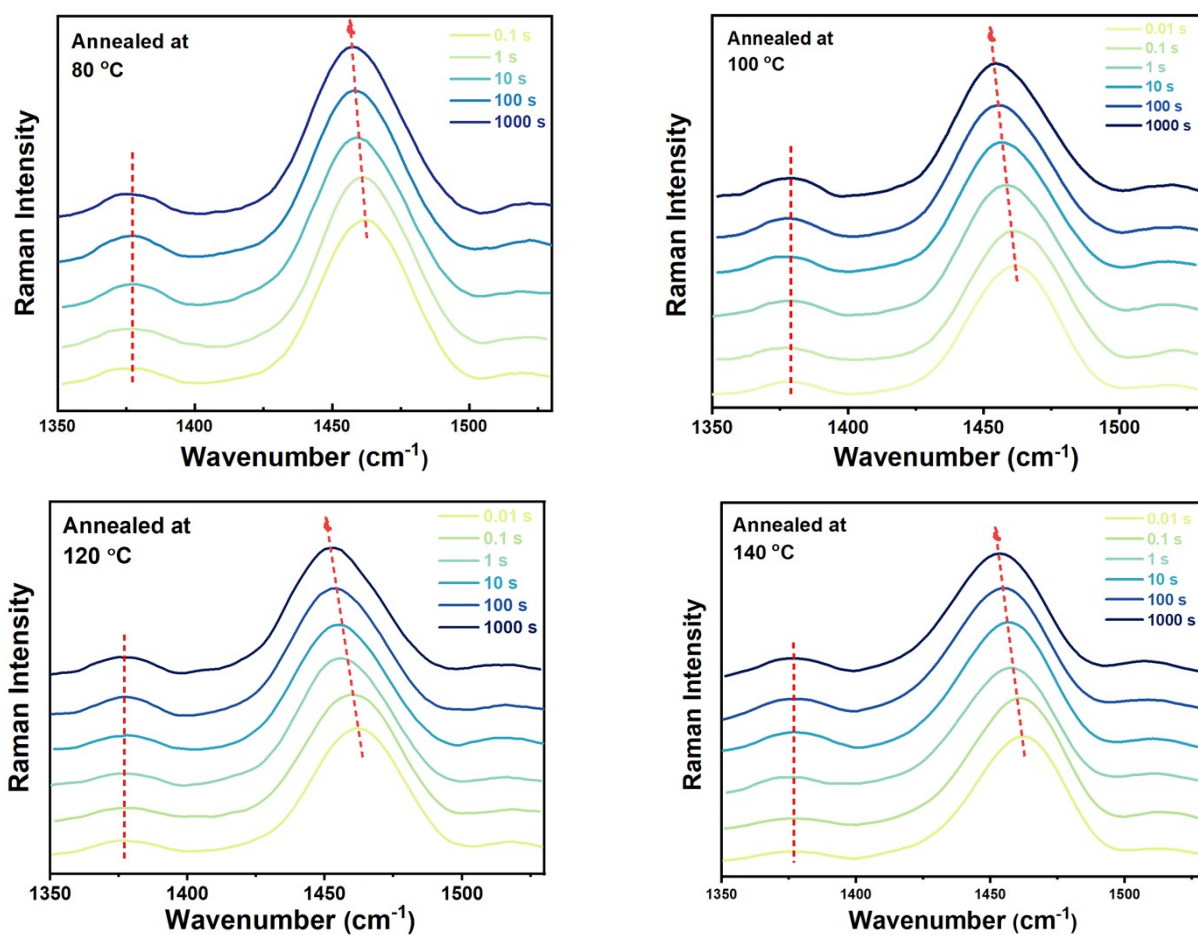 Annealed at
80 °C
0.1 s
1 s
10 s
100 s
1000 s
Raman Intensity
1350
1400
1450
1500
Wavenumber (cm⁻¹)
Annealed at
100 °C
0.01 s
0.1 s
1 s
10 s
100 s
1000 s
Raman Intensity
1350
1400
1450
1500
Wavenumber (cm⁻¹)
Annealed at
120 °C
0.01 s
0.1 s
1 s
10 s
100 s
1000 s
Raman Intensity
1350
1400
1450
1500
Wavenumber (cm⁻¹)
Annealed at
140 °C
0.01 s
0.1 s
1 s
10 s
100 s
1000 s
Raman Intensity
1350
1400
1450
1500
Wavenumber (cm⁻¹)